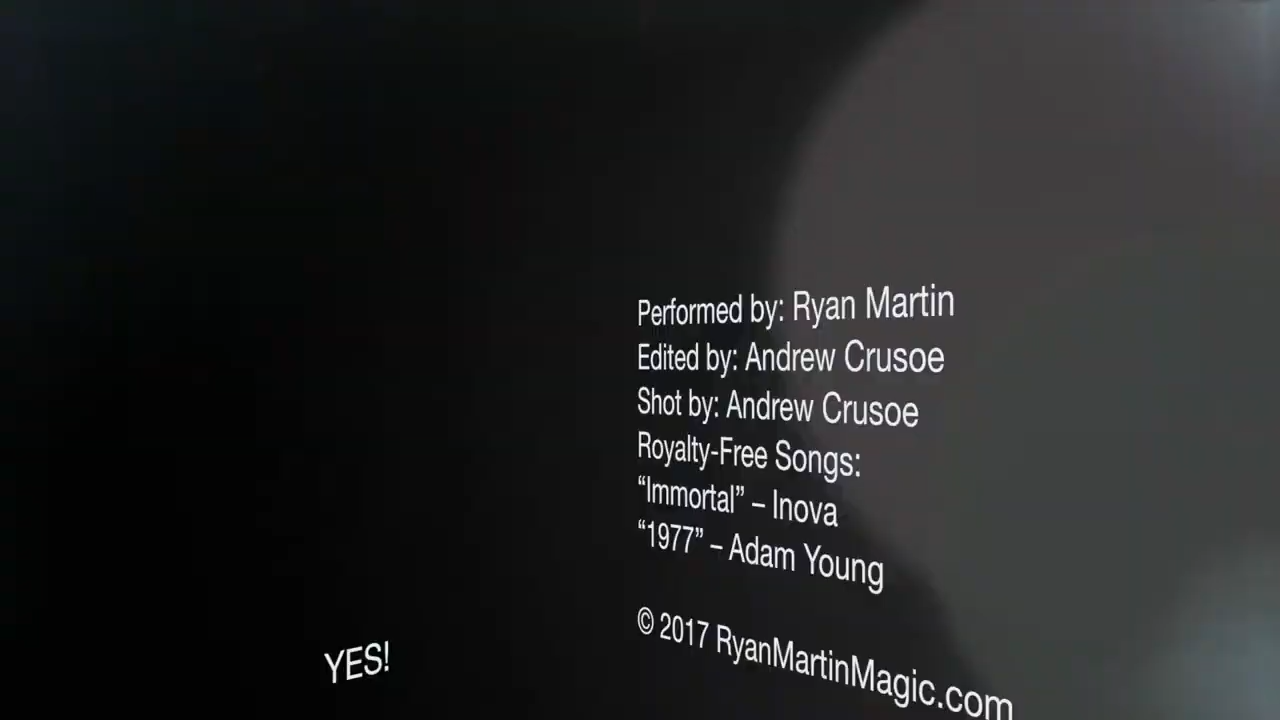 Performed by: Ryan Martin
Edited by: Andrew Crusoe
Shot by: Andrew Crusoe
Royalty-Free Songs:
“Immortal” – Inova
“1977” – Adam Young
© 2017 RyanMartinMagic.com
YES!